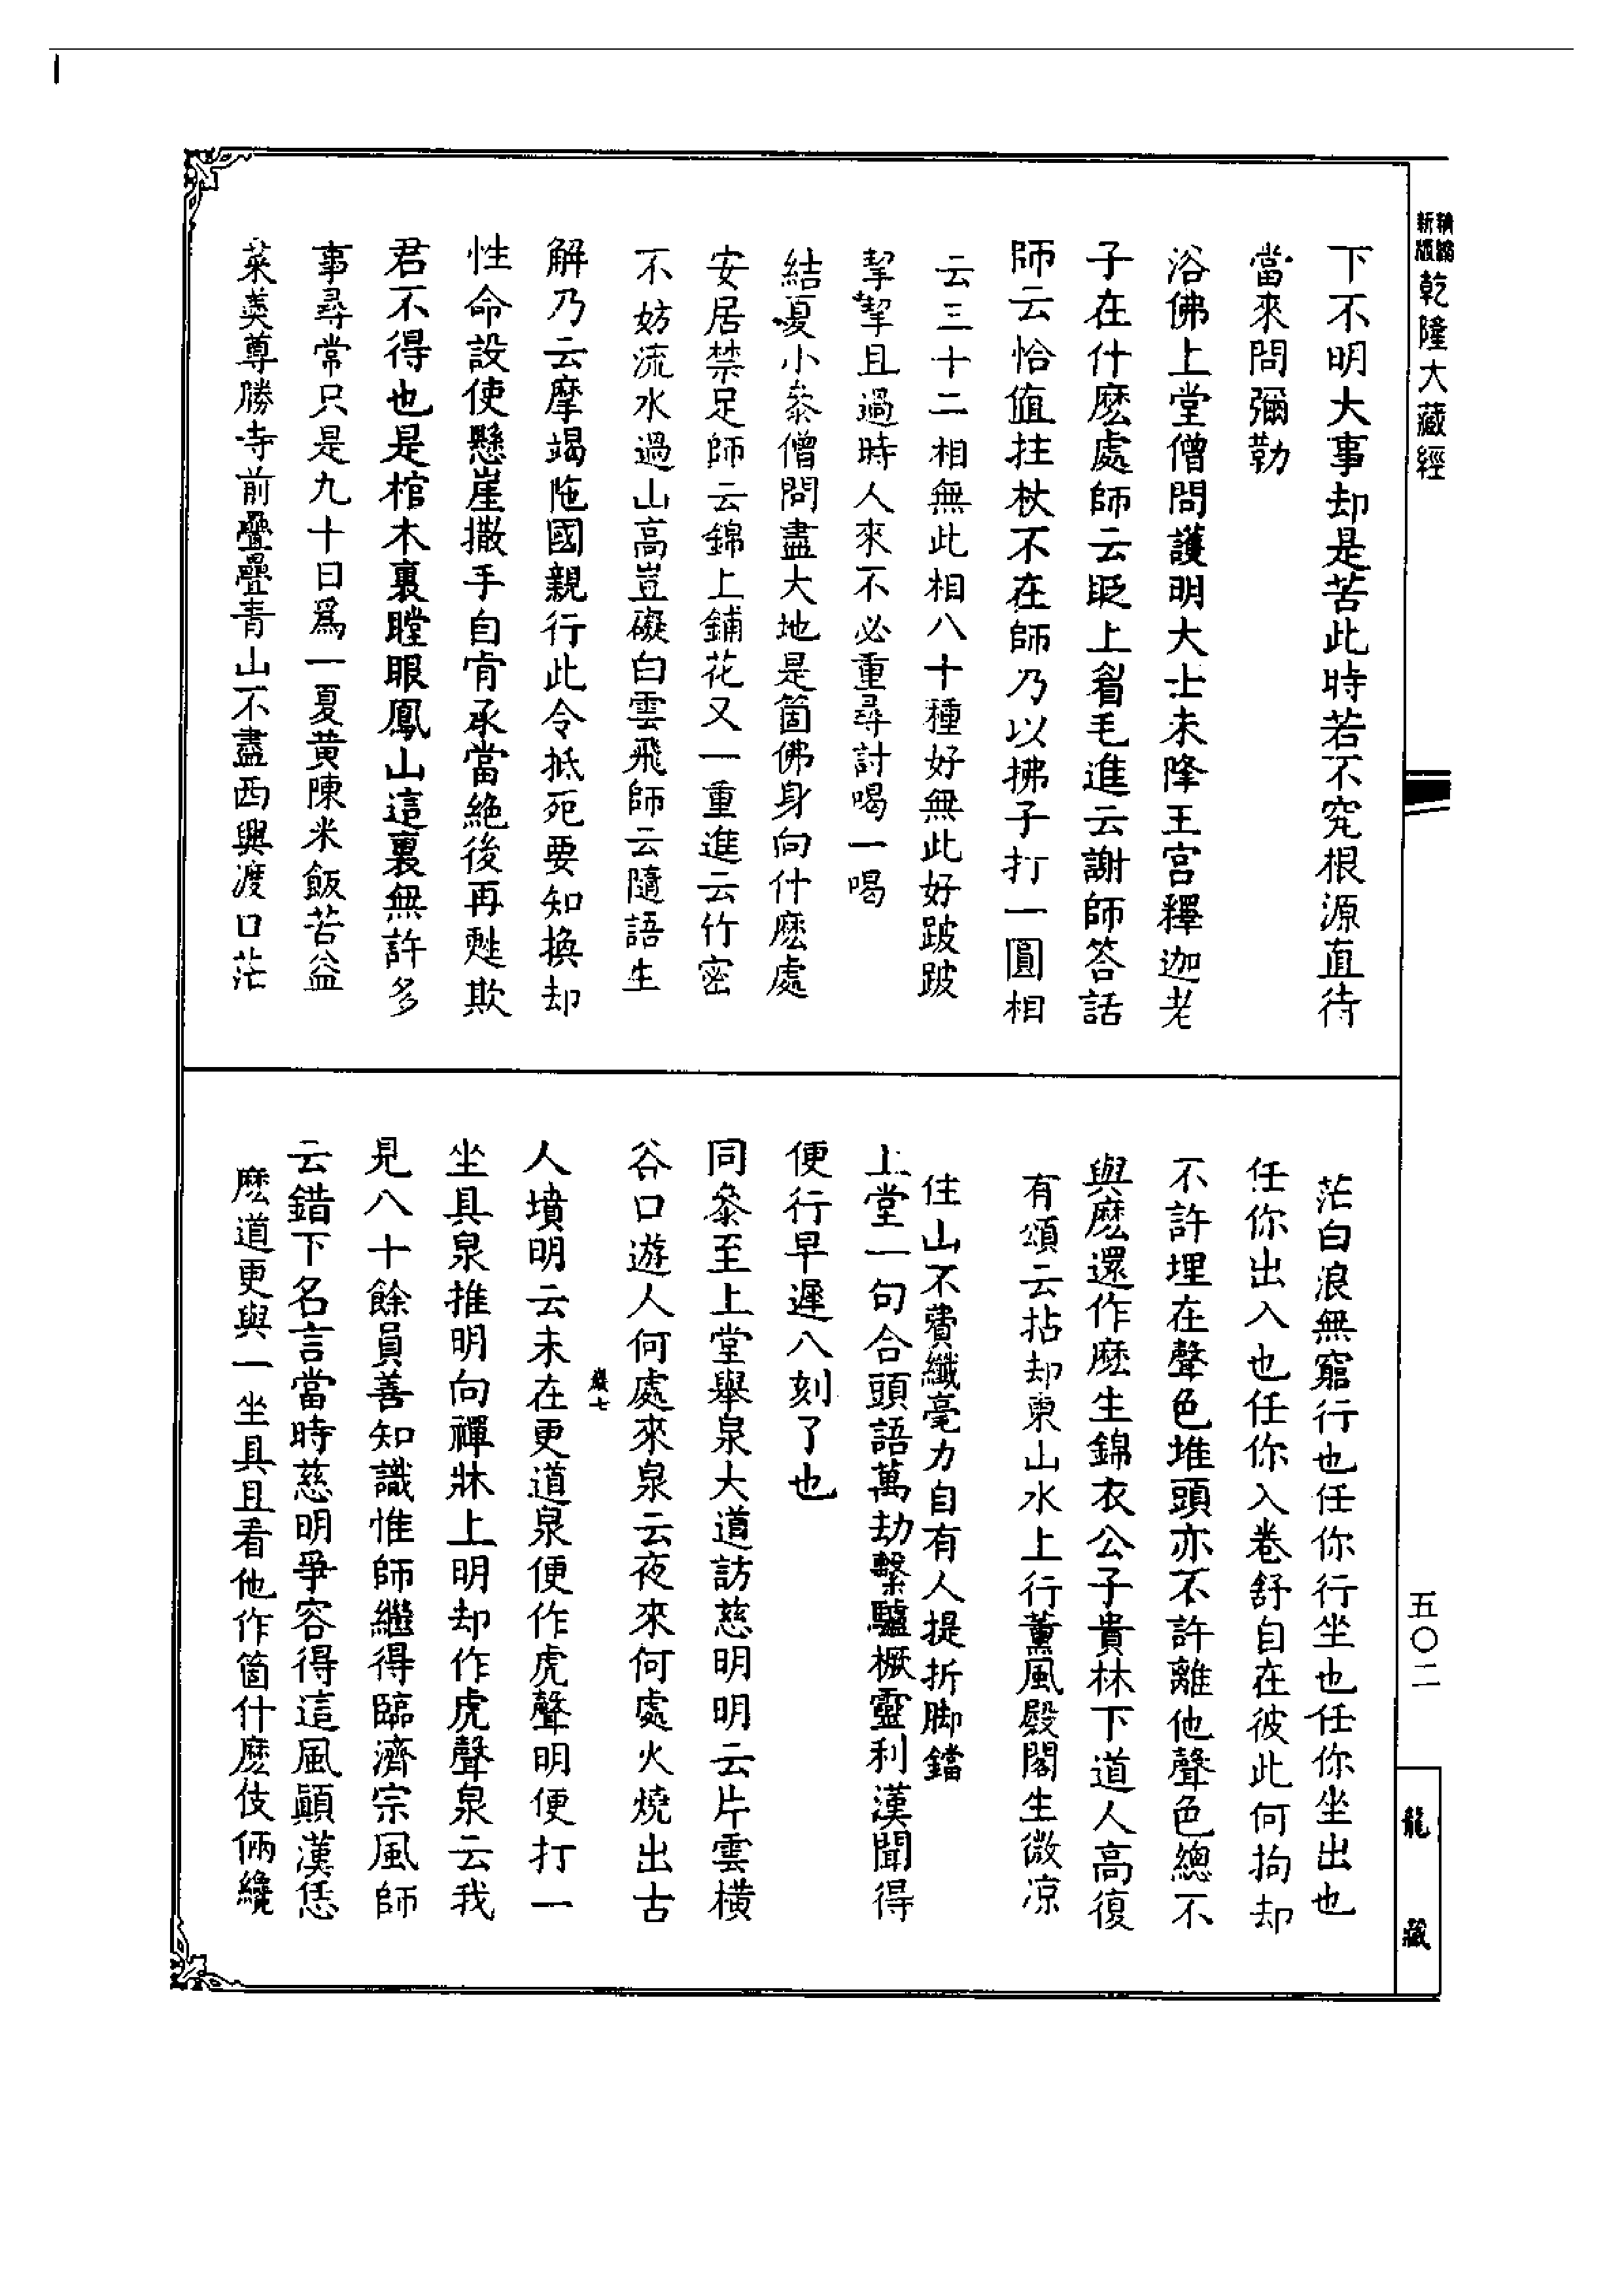 新版精縮乾隆大藏經
下不明大事却是苦此時若不究根源直待
當來問彌勒
浴佛上堂僧問護明大士未降王宮釋迦老
子在什麽處師云眨上眉毛進云謝師答話
師云恰值拄杖不在師乃以拂子打一圓相
云三十二相無此相八十種好無此好跛跛
挈挈且過時人來不必重尋討喝一喝
結夏小叅僧問盡大地是箇佛身向什麽處
安居禁足師云錦上鋪花又一重進云竹密
不妨流水過山高豈礙白雲飛師云隨語生
解乃云摩竭陁國親行此令抵死要知換却
性命設使懸崖撒手自肯承當絶後再甦欺
君不得也是棺木裏瞠眼鳳山這裏無許多
事尋常只是九十日爲一夏黄陳米飯苦益
菜羮尊勝寺前疊疊青山不盡西興渡口茫
茫白浪無窮行也任你行坐也任你坐出也
任你出入也任你入卷舒自在彼此何拘却
不許埋在聲色堆頭亦不許離他聲色總不
與麽還作麽生錦衣公子貴林下道人高復
有頌云拈却東山水上行薰風殿閣生微凉
住山不費纖毫力自有人提折脚鐺
上堂一句合頭語萬劫繫驢橛靈利漢聞得
便行早遲八刻了也
同叅至上堂舉泉大道訪慈明明云片雲橫
谷口遊人何處來泉云夜來何處火燒出古
巖七
人墳明云未在更道泉便作虎聲明便打一
坐具泉推明向禪牀上明却作虎聲泉云我
見八十餘員善知識惟師繼得臨濟宗風師
云錯下名言當時慈明爭容得這風顚漢恁
麽道更與一坐具且看他作箇什麽伎倆纔
五〇二
龍藏